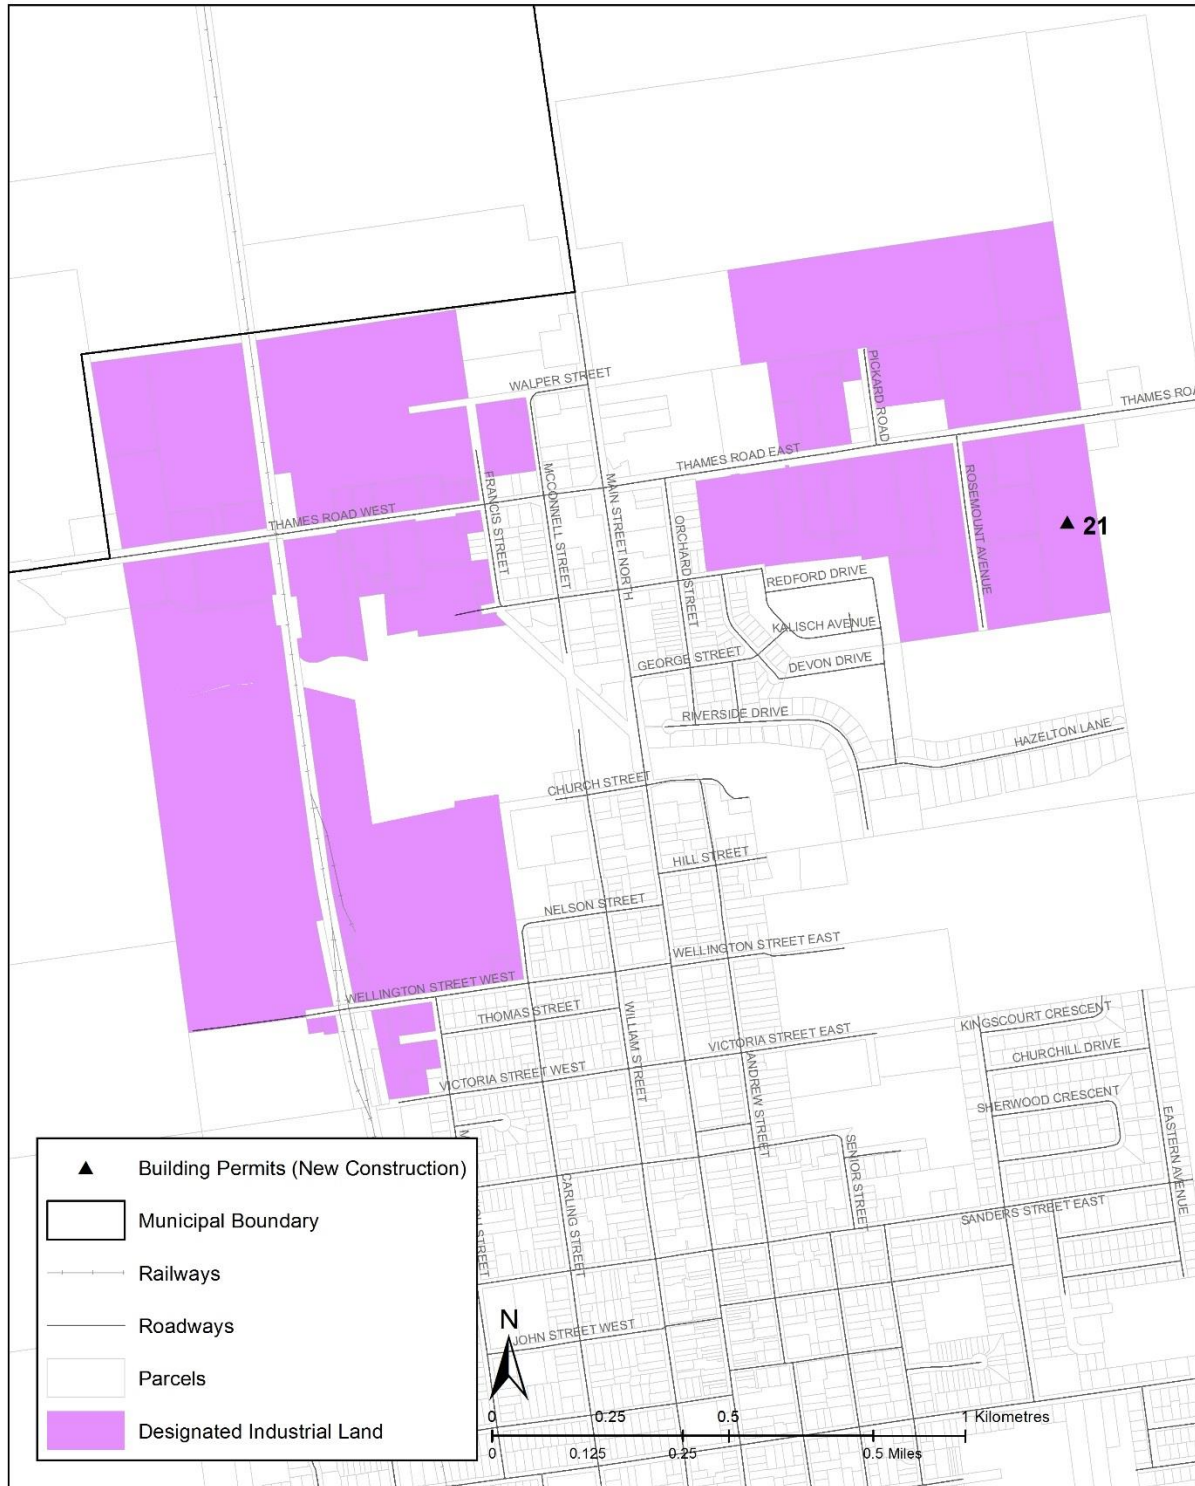 WALPER STREET
PICKARD ROAD
THAMES ROA
THAMES ROAD EAST
FRANCIS STREET
MCCONNELL STREET
MAIN STREET NORTH
ROSEMOUNT AVENUE
THAMES ROAD WEST
ORCHARD STREET
21
REDFORD DRIVE
KALISCH AVENUE
GEORGE STREET
DEVON DRIVE
RIVERSIDE DRIVE
HAZELTON LANE
CHURCH STREET
HILL STREET
NELSON STREET
WELLINGTON STREET EAST
WELLINGTON STREET WEST
THOMAS STREET
WILLIAM STREET
VICTORIA STREET EAST
KINGSCOURT CRESCENT
CHURCHILL DRIVE
VICTORIA STREET WEST
ANDREW STREET
SHERWOOD CRESCENT
EASTERN AVENUE
SENIOR STREET
CARLING STREET
STREET
SANDERS STREET EAST
JOHN STREET WEST
Building Permits (New Construction)
Municipal Boundary
Railways
Roadways
Parcels
Designated Industrial Land
N
0 0.25 0.5 1 Kilometres
0 0.125 0.25 0.5 Miles